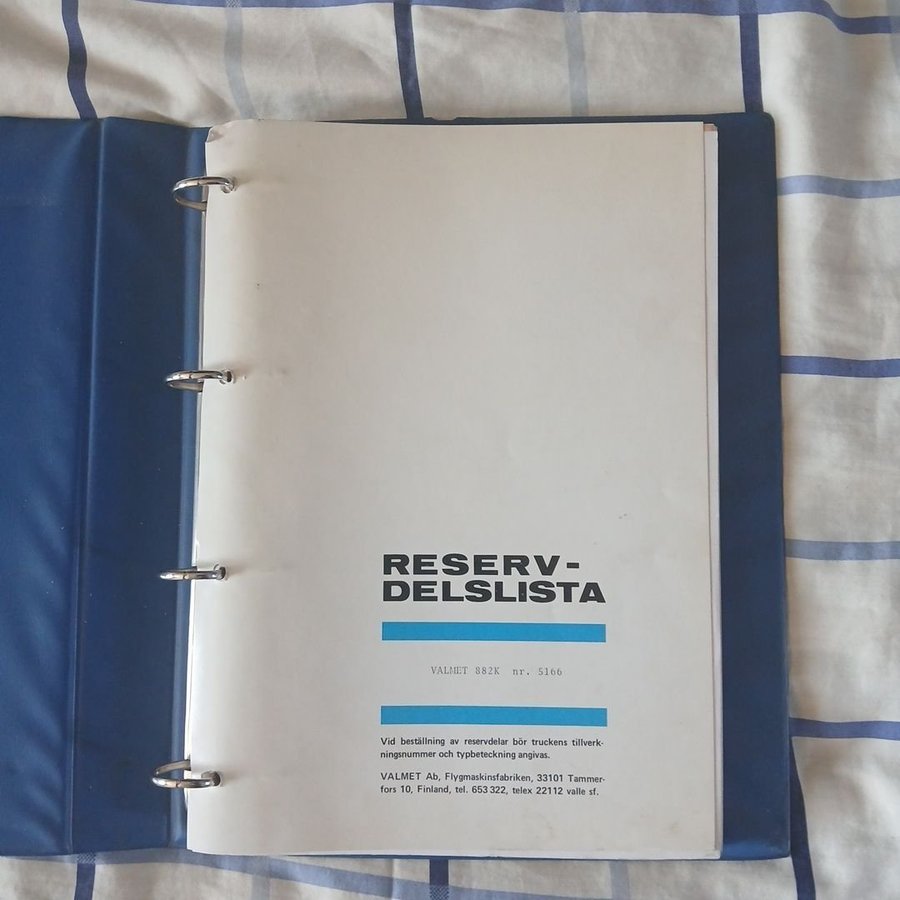 RESERV-
DELSLISTA
VALMET 882K nr. 5166
Vid beställning av reservdelar bör truckens tillverk-
ningsnummer och typbeteckning angivas.
VALMET Ab, Flygmaskinsfabriken, 33101 Tammer-
fors 10, Finland, tel. 653 322, telex 22112 valle sf.